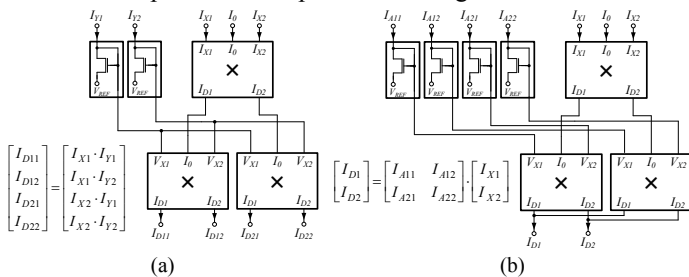 I_{Y1} I_{Y2} I_{X1} I_0 I_{X2}
I_{X1} I_0 I_{X2}
×
V_{REF} V_{REF} I_{D1} I_{D2}
V_{X1} I_0 V_{X2} V_{X1} I_0 V_{X2}
× ×
I_{D1} I_{D2} I_{D1} I_{D2}
I_{D11} I_{D12} I_{D21} I_{D22}
[I_{D11}] = [I_{X1} · I_{Y1}]
[I_{D12}] = [I_{X1} · I_{Y2}]
[I_{D21}] = [I_{X2} · I_{Y1}]
[I_{D22}] = [I_{X2} · I_{Y2}]
(a)
I_{A11} I_{A12} I_{A21} I_{A22} I_{X1} I_0 I_{X2}
I_{X1} I_0 I_{X2}
×
V_{REF} V_{REF} V_{REF} V_{REF} I_{D1} I_{D2}
V_{X1} I_0 V_{X2} V_{X1} I_0 V_{X2}
× ×
I_{D1} I_{D2} I_{D1} I_{D2}
I_{D1} I_{D2}
[I_{D1}] = [I_{A11} I_{A12}] · [I_{X1}]
[I_{D2}] = [I_{A21} I_{A22}] · [I_{X2}]
(b)